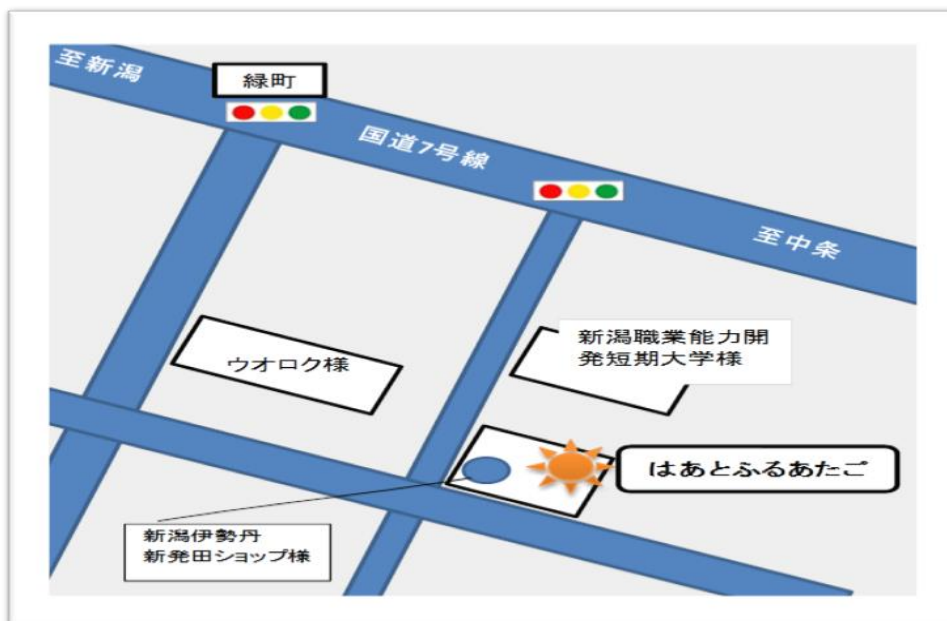 至新潟
緑町
国道7号線
至中条
新潟職業能力開
発短期大学様
ウオロク様
はあとふるあたご
新潟伊勢丹
新発田ショップ様